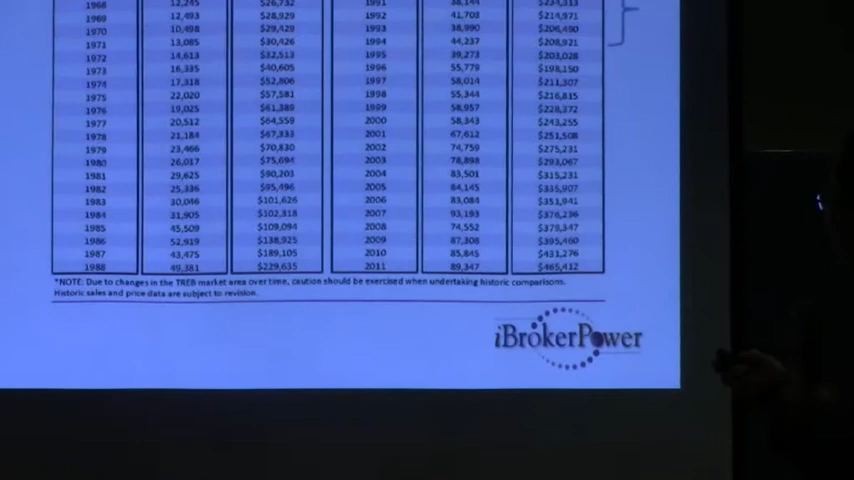 1968 12,245 $26,732 1991 38,144 $234,313
1969 12,493 $28,929 1992 41,703 $214,971
1970 10,498 $29,429 1993 38,990 $206,490
1971 13,085 $30,426 1994 44,237 $208,921
1972 14,613 $32,513 1995 39,273 $203,028
1973 16,335 $40,605 1996 55,779 $198,150
1974 17,318 $52,806 1997 58,014 $211,307
1975 22,020 $57,581 1998 55,344 $216,815
1976 19,025 $61,389 1999 58,957 $228,372
1977 20,512 $64,559 2000 58,343 $243,255
1978 21,184 $67,333 2001 67,612 $251,508
1979 23,466 $70,830 2002 74,759 $275,231
1980 26,017 $75,694 2003 78,898 $293,067
1981 29,625 $90,203 2004 83,501 $315,231
1982 25,336 $95,496 2005 84,145 $335,907
1983 30,046 $101,626 2006 83,084 $351,941
1984 31,905 $102,318 2007 93,193 $376,236
1985 45,509 $109,094 2008 74,552 $379,347
1986 52,919 $138,925 2009 87,308 $395,460
1987 43,475 $189,105 2010 85,845 $431,276
1988 49,381 $229,635 2011 89,347 $465,412
*NOTE: Due to changes in the TREB market area over time, caution should be exercised when undertaking historic comparisons.
Historic sales and price data are subject to revision.
iBrokerPower